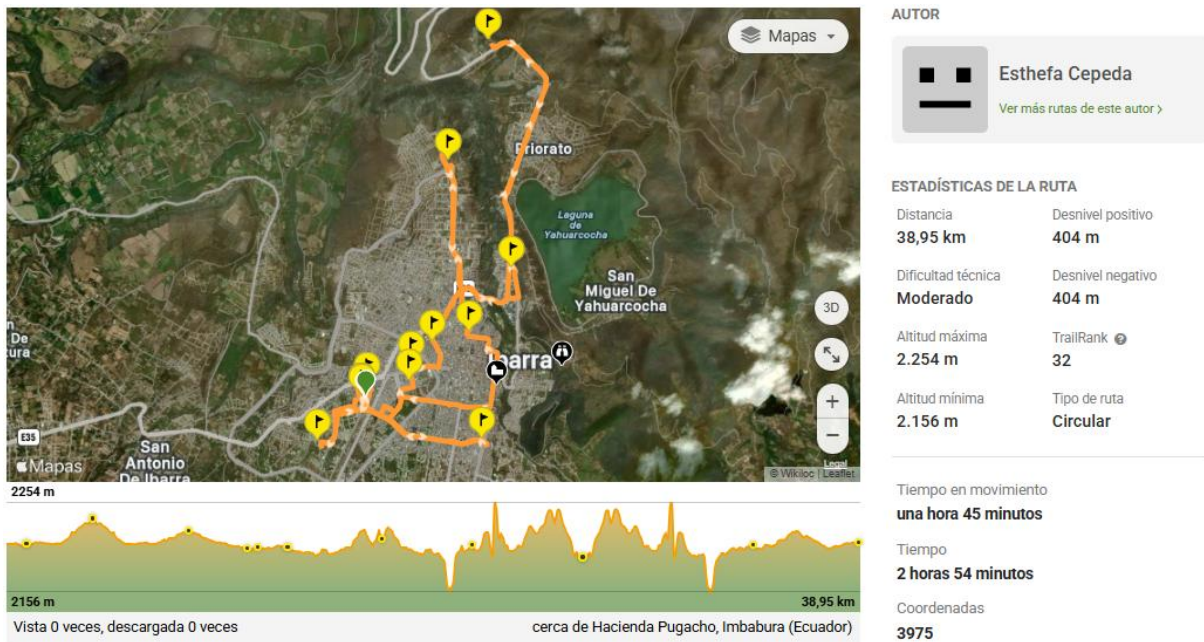 Mapas
Priorato
Laguna
de
Yahuarcocha
San
Miguel De
Yahuarcocha
De
tura
3D
Ibarra
E35
San
Antonio
De Ibarra
+
−
Mapas
Legal
© Wikiloc | Leaflet
2254 m
2156 m
38,95 km
Vista 0 veces, descargada 0 veces
cerca de Hacienda Pugacho, Imbabura (Ecuador)
AUTOR
Esthefa Cepeda
Ver más rutas de este autor >
ESTADÍSTICAS DE LA RUTA
Distancia
38,95 km
Desnivel positivo
404 m
Dificultad técnica
Moderado
Desnivel negativo
404 m
Altitud máxima
2.254 m
TrailRank ?
32
Altitud mínima
2.156 m
Tipo de ruta
Circular
Tiempo en movimiento
una hora 45 minutos
Tiempo
2 horas 54 minutos
Coordenadas
3975